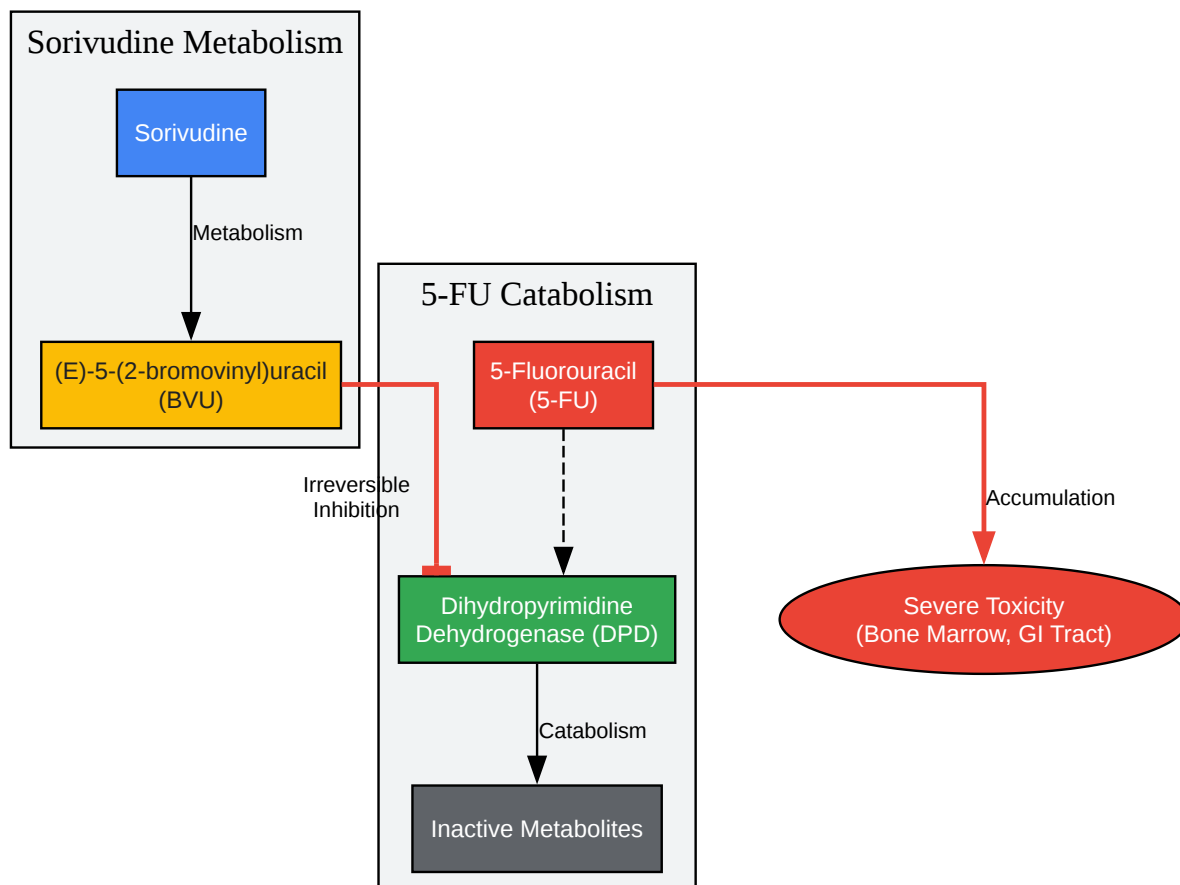 Sorivudine Metabolism
Sorivudine
Metabolism
(E)-5-(2-bromovinyl)uracil
(BVU)
5-FU Catabolism
5-Fluorouracil
(5-FU)
Irreversible
Inhibition
Accumulation
Dihydropyrimidine
Dehydrogenase (DPD)
Severe Toxicity
(Bone Marrow, GI Tract)
Catabolism
Inactive Metabolites